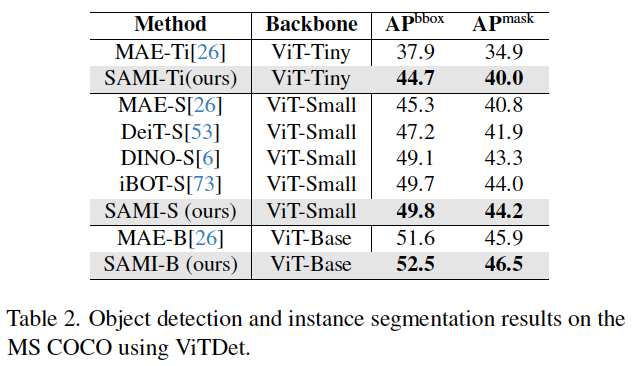 Method Backbone AP^bbox AP^mask
MAE-Ti[26] ViT-Tiny 37.9 34.9
SAMI-Ti(ours) ViT-Tiny 44.7 40.0
MAE-S[26] ViT-Small 45.3 40.8
DeiT-S[53] ViT-Small 47.2 41.9
DINO-S[6] ViT-Small 49.1 43.3
iBOT-S[73] ViT-Small 49.7 44.0
SAMI-S (ours) ViT-Small 49.8 44.2
MAE-B[26] ViT-Base 51.6 45.9
SAMI-B (ours) ViT-Base 52.5 46.5
Table 2. Object detection and instance segmentation results on the
MS COCO using ViTDet.